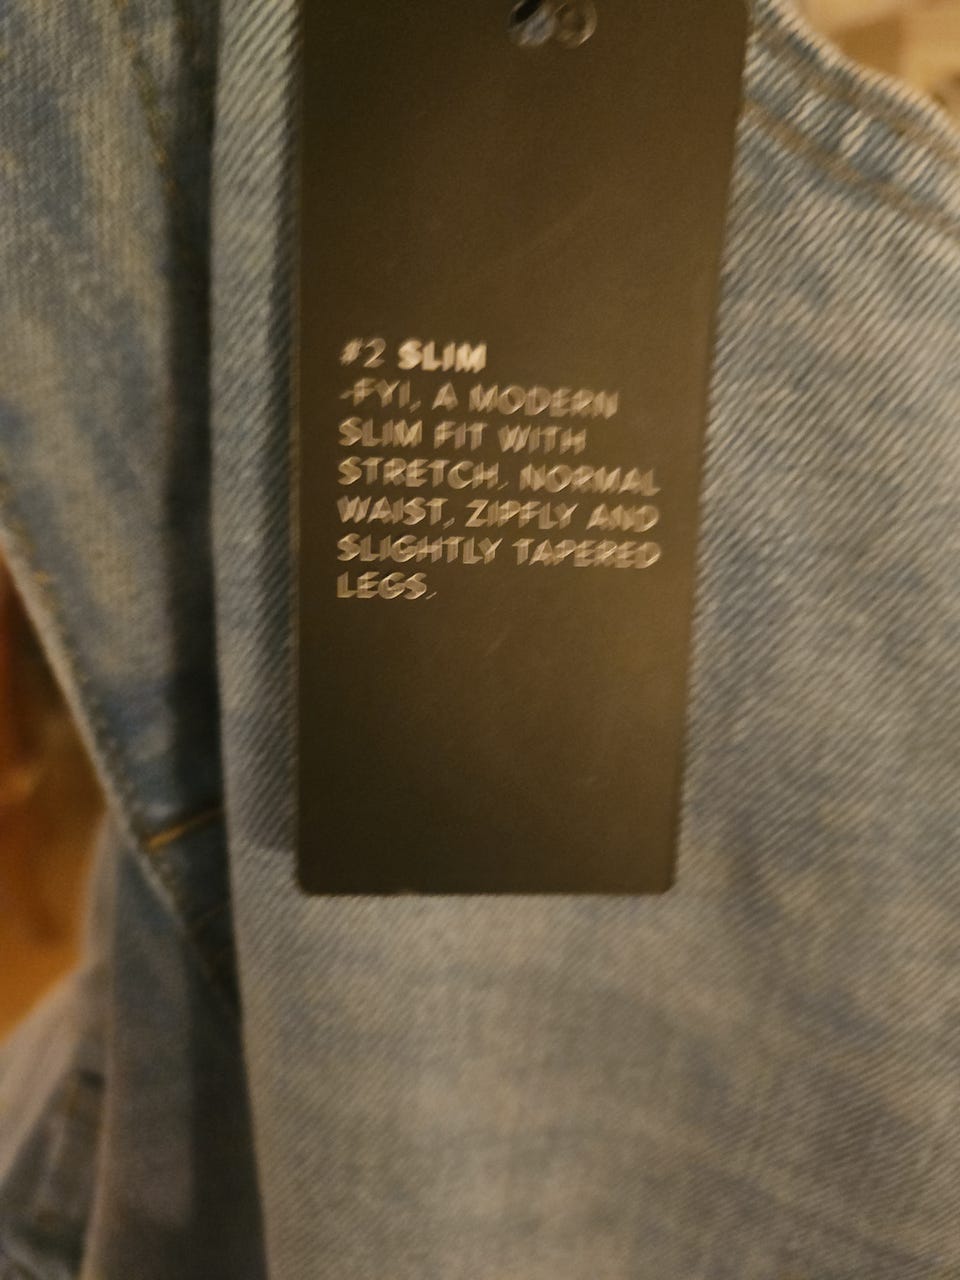 #2 SLIM
-FYI, A MODERN
SLIM FIT WITH
STRETCH, NORMAL
WAIST, ZIPFLY AND
SLIGHTLY TAPERED
LEGS.